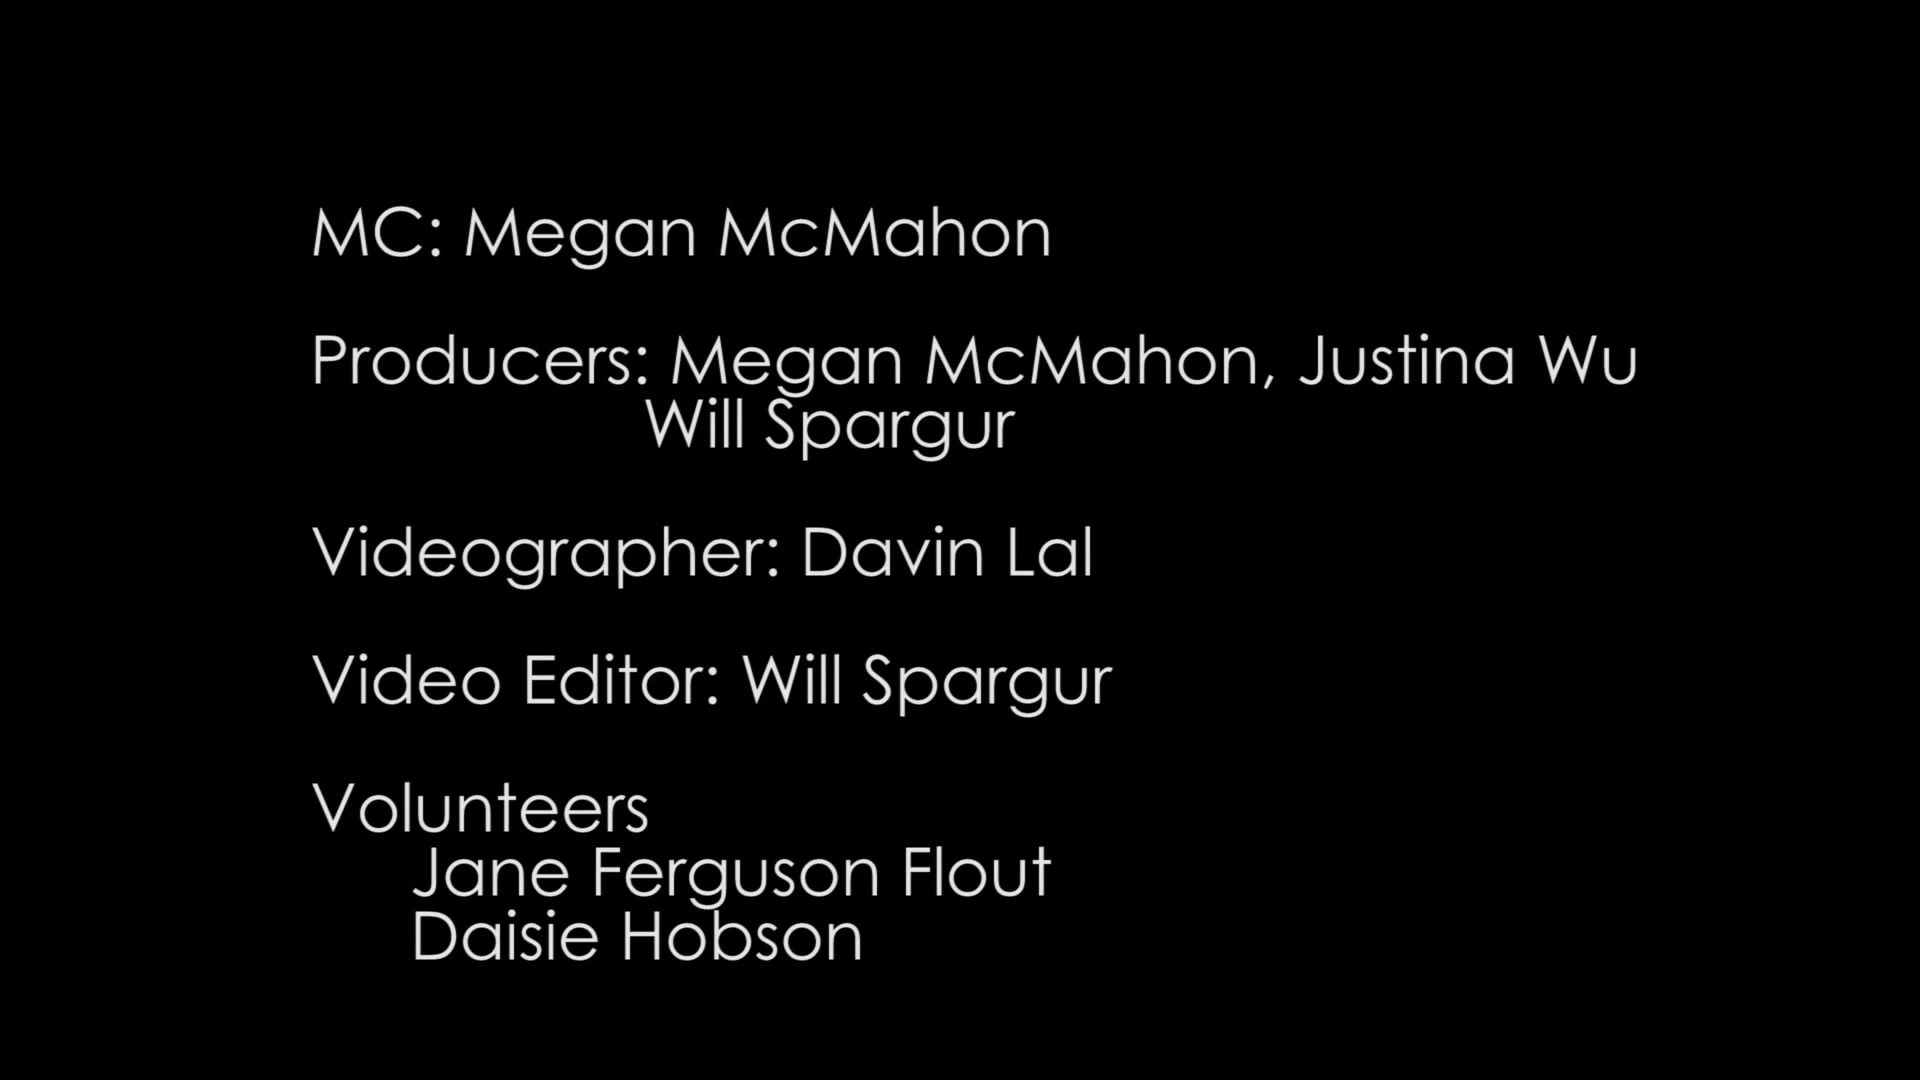 MC: Megan McMahon
Producers: Megan McMahon, Justina Wu
Will Spargur
Videographer: Davin Lal
Video Editor: Will Spargur
Volunteers
Jane Ferguson Flout
Daisie Hobson